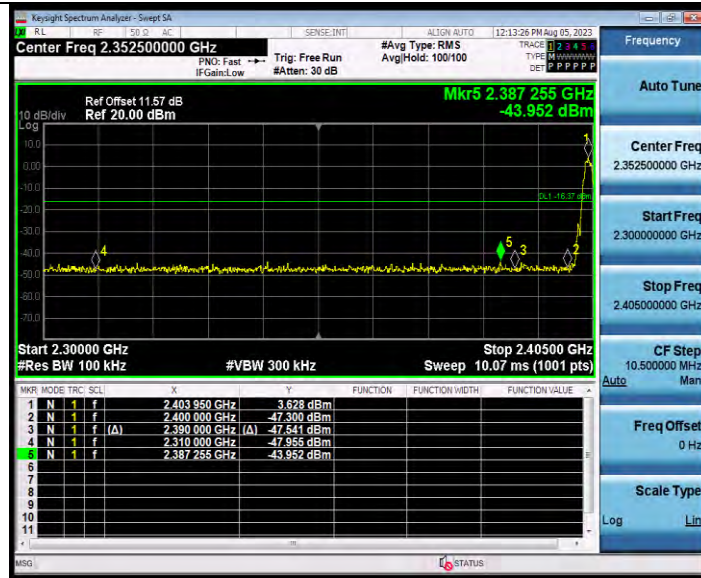 Keysight Spectrum Analyzer - Swept SA
LXI RL RF 50 Ω AC SENSE:INT ALIGN AUTO 12:13:26 PM Aug 05, 2023
Center Freq 2.352500000 GHz
PNO: Fast Trig: Free Run #Avg Type: RMS TRACE 1 2 3 4 5 6
IFGain:Low #Atten: 30 dB Avg|Hold: 100/100 TYPE M WWWWW
DET P P P P P P
Mkr5 2.387 255 GHz
-43.952 dBm
Ref Offset 11.57 dB
10 dB/div Ref 20.00 dBm
Log
10.0
0.00
-10.0
-20.0
-30.0
-40.0
-50.0
-60.0
-70.0
1
DL1 -16.37 dBm
4 5 3 2
Start 2.30000 GHz Stop 2.40500 GHz
#Res BW 100 kHz #VBW 300 kHz Sweep 10.07 ms (1001 pts)
MKR MODE TRC SCL X Y FUNCTION FUNCTION WIDTH FUNCTION VALUE
1 N 1 f 2.403 950 GHz 3.628 dBm
2 N 1 f 2.400 000 GHz -47.300 dBm
3 N 1 f (Δ) 2.390 000 GHz (Δ) -47.541 dBm
4 N 1 f 2.310 000 GHz -47.955 dBm
5 N 1 f 2.387 255 GHz -43.952 dBm
6
7
8
9
10
11
MSG STATUS
Frequency
Auto Tune
Center Freq
2.352500000 GHz
Start Freq
2.300000000 GHz
Stop Freq
2.405000000 GHz
CF Step
10.500000 MHz
Auto Man
Freq Offset
0 Hz
Scale Type
Log Lin